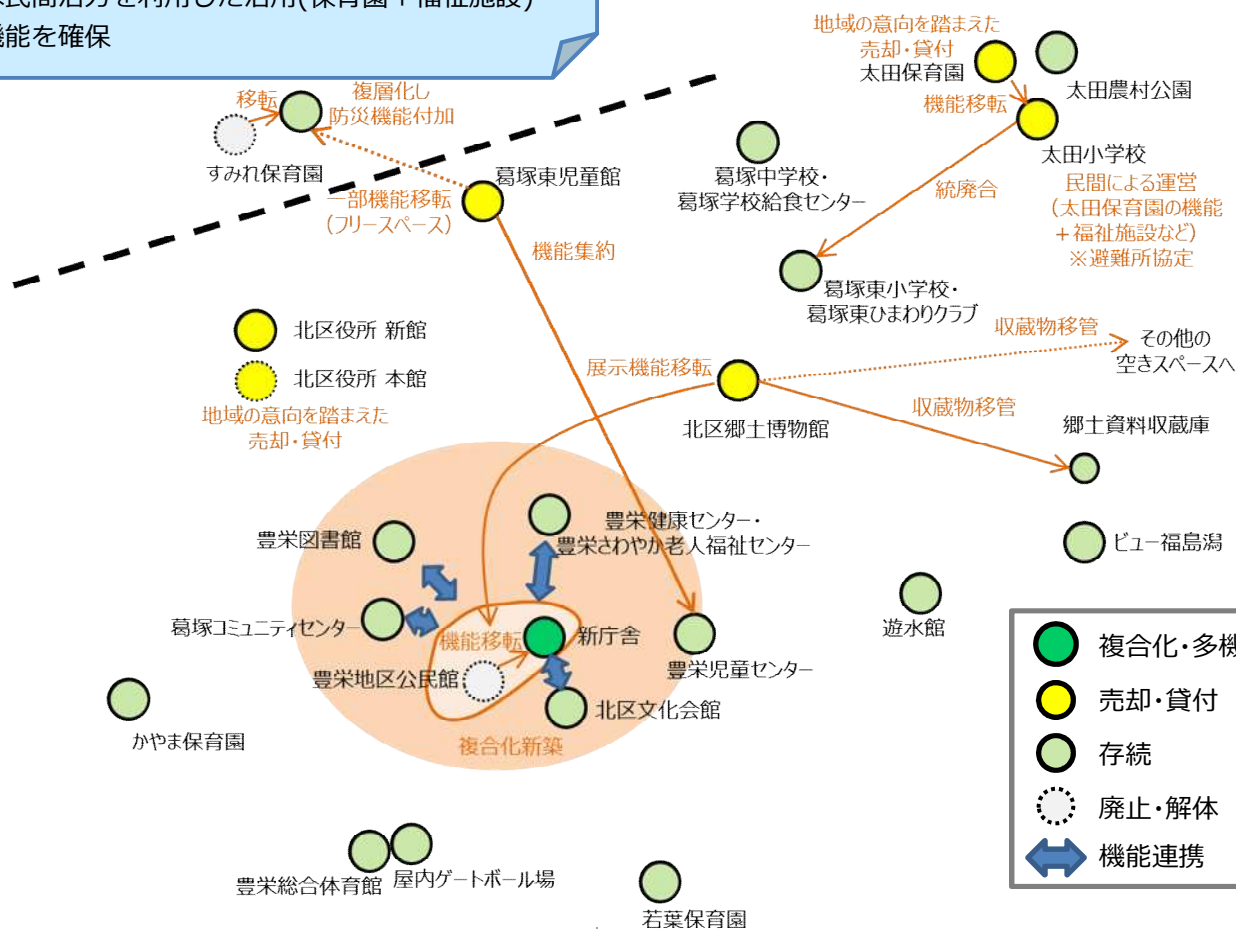 民間活力を利用した活用(保育園+福祉施設)
機能を確保
地域の意向を踏まえた
売却・貸付
太田保育園
太田農村公園
機能移転
太田小学校
民間による運営
(太田保育園の機能
+福祉施設など)
※避難所協定
移転
複層化し
防災機能付加
すみれ保育園
葛塚東児童館
一部機能移転
(フリースペース)
葛塚中学校・
葛塚学校給食センター
統廃合
機能集約
葛塚東小学校・
葛塚東ひまわりクラブ
北区役所 新館
北区役所 本館
地域の意向を踏まえた
売却・貸付
展示機能移転
北区郷土博物館
収蔵物移管
その他の
空きスペースへ
収蔵物移管
郷土資料収蔵庫
ビュー福島潟
豊栄図書館
豊栄健康センター・
豊栄さわやか老人福祉センター
葛塚コミュニティセンター
機能移転
新庁舎
豊栄地区公民館
豊栄児童センター
北区文化会館
複合化新築
遊水館
かやま保育園
豊栄総合体育館
屋内ゲートボール場
若葉保育園
複合化・多機
売却・貸付
存続
廃止・解体
機能連携